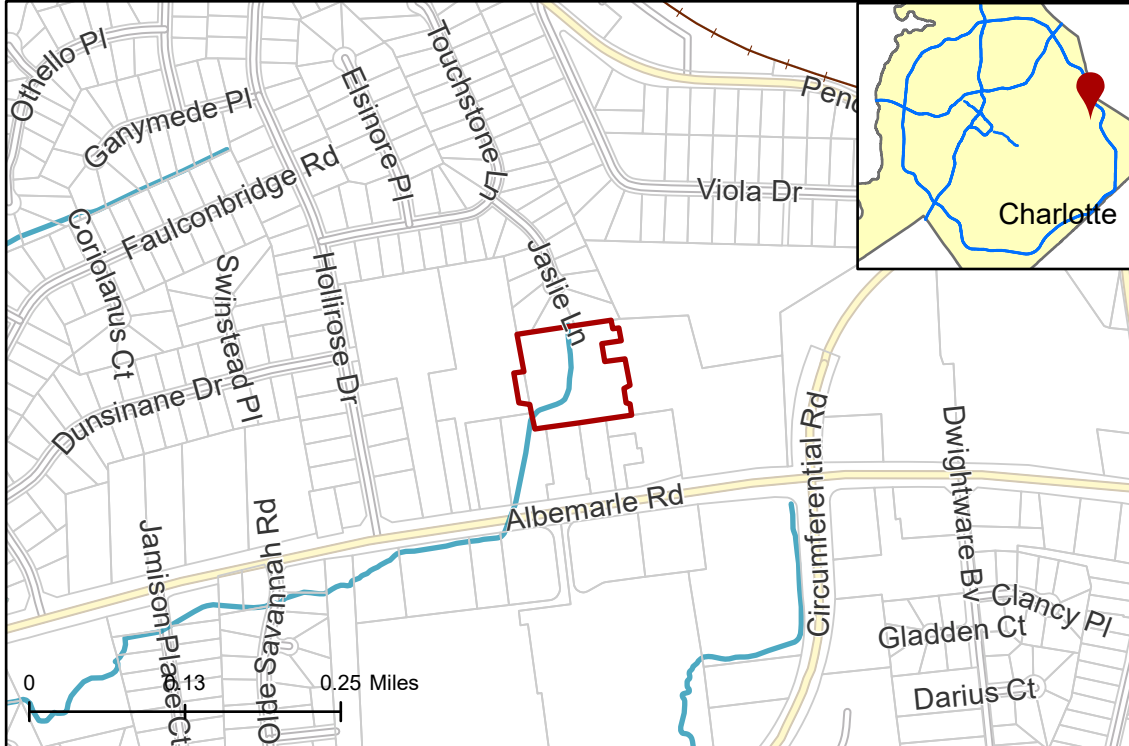 Othello Pl
Ganymede Pl
Elsinore Pl
Touchstone Ln
Viola Dr
Charlotte
Faulconbridge Rd
Coriolanus Ct
Swinstead Pl
Hollirose Dr
Jaslie Ln
Dunsinane Dr
Albemarle Rd
Circumferential Rd
Dwightware Bv
Jamison Place Ct
Olde Savannah Rd
Clancy Pl
Gladden Ct
Darius Ct
0
0.13
0.25 Miles